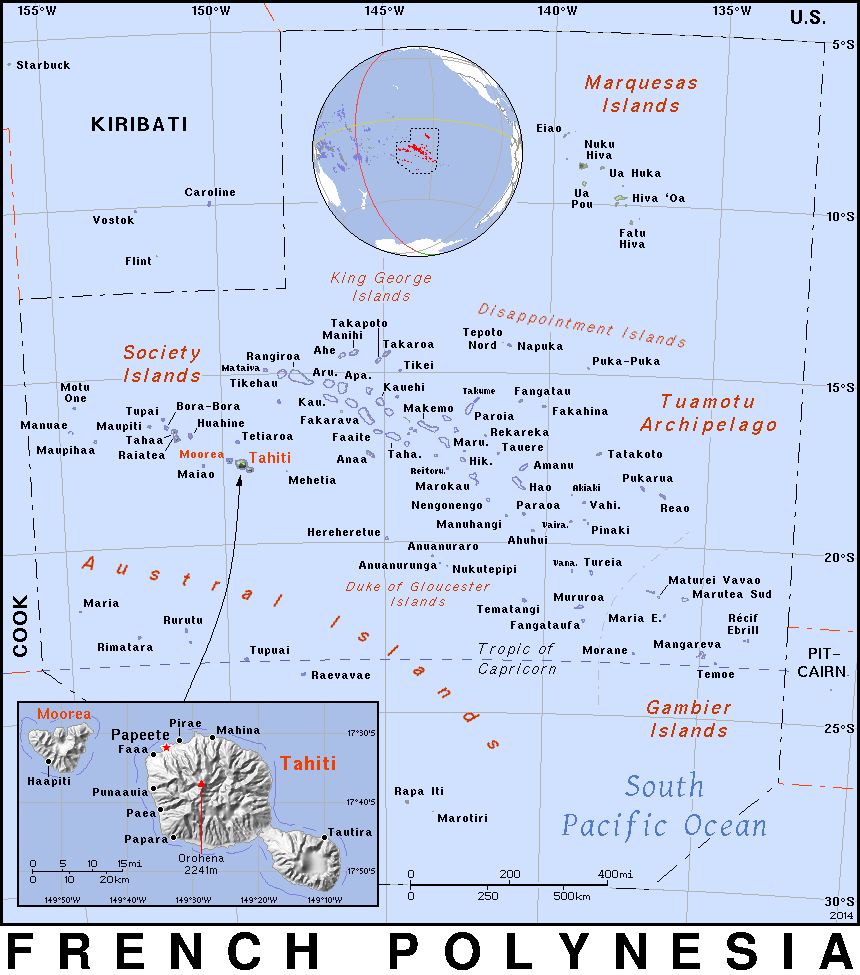 155°W
150°W
145°W
140°W
135°W
U.S.
5°S
Starbuck
KIRIBATI
Marquesas
Islands
Eiao
Nuku
Hiva
Ua Huka
Ua
Pou
Hiva ʻOa
Fatu
Hiva
Caroline
Vostok
Flint
10°S
King George
Islands
Disappointment Islands
Takapoto
Manihi
Ahe
Takaroa
Tepoto
Nord
Napuka
Puka-Puka
Society
Islands
Rangiroa
Mataiva
Tikehau
Aru.
Apa.
Tikei
Kauehi
15°S
Motu
One
Bora-Bora
Tupai
Kau.
Takume
Fangatau
Tuamotu
Archipelago
Manuae
Maupiti
Huahine
Fakarava
Makemo
Paroia
Fakahina
Maupihaa
Tahaa
Raiatea
Tetiaroa
Faaite
Rekareka
Moorea
Tahiti
Maru.
Tauere
Maiao
Anaa
Taha.
Hik.
Amanu
Tatakoto
Mehetia
Reitoru.
Marokau
Hao
Akiaki
Pukarua
Nengonengo
Paraoa
Vahi.
Reao
Manuhangi
Vaira.
Pinaki
Hereheretue
Ahuhui
Anuanuraro
20°S
Anuanurunga
Nukutepipi
Vana.
Tureia
Austral Islands
Duke of Gloucester
Islands
Maturei Vavao
Marutea Sud
Maria
Tematangi
Mururoa
Fangataufa
Maria E.
Récif
Ebrill
COOK
Rurutu
Rimatara
Tupuai
Tropic of
Capricorn
Morane
Mangareva
PIT-
CAIRN
Raevavae
Temoe
Gambier
Islands
25°S
Moorea
Papeete
Pirae
Mahina
17°30'S
Faaa
Tahiti
Haapiti
Punaauia
17°40'S
Paea
Papara
Tautira
Orohena
2241m
17°50'S
0
5
10
15mi
0
10
20km
149°50'W
149°40'W
149°30'W
149°20'W
149°10'W
Rapa Iti
Marotiri
South
Pacific Ocean
0
200
400mi
0
250
500km
30°S
2014
FRENCH POLYNESIA